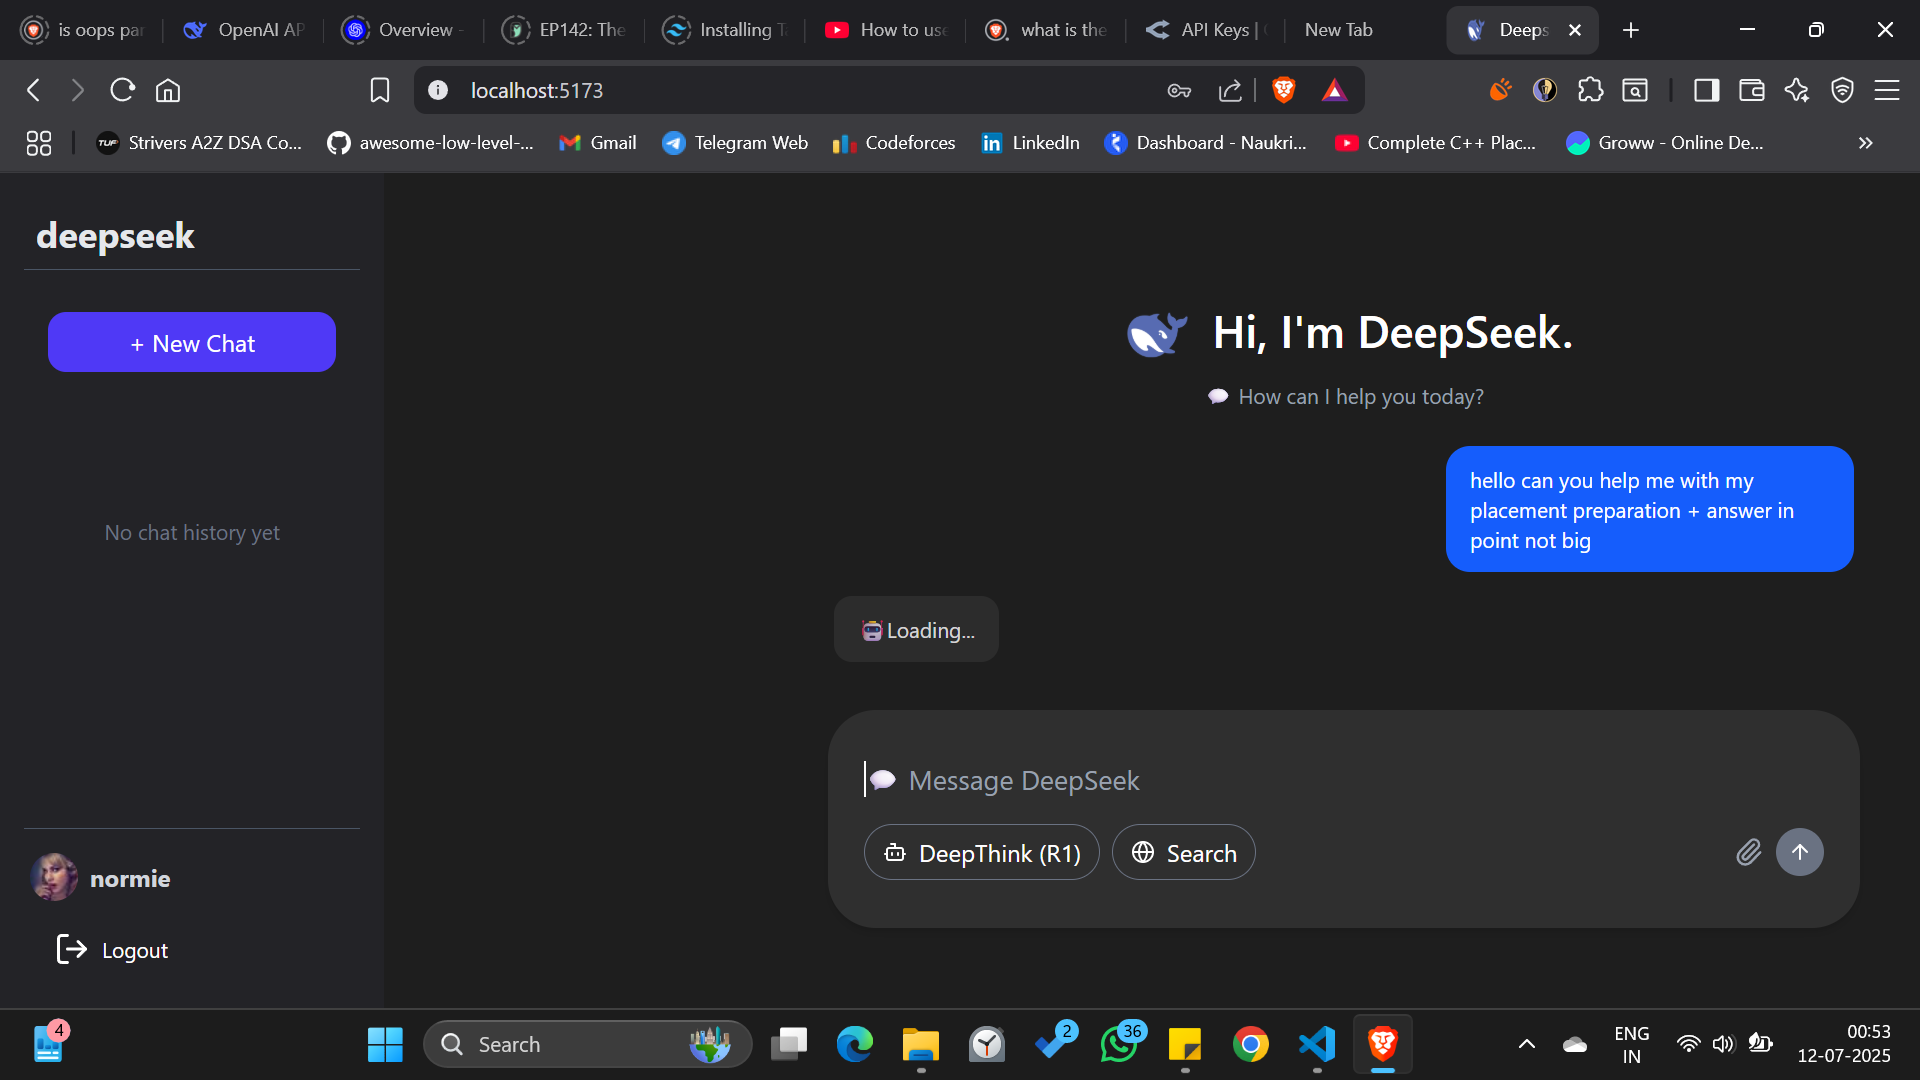 is oops par
OpenAI AP
Overview -
EP142: The
Installing Ta
How to use
what is the
API Keys | 
New Tab
Deeps
localhost:5173
TUF Strivers A2Z DSA Co...
awesome-low-level-...
Gmail
Telegram Web
Codeforces
LinkedIn
Dashboard - Naukri...
Complete C++ Plac...
Groww - Online De...
deepseek
+ New Chat
No chat history yet
normie
Logout
Hi, I'm DeepSeek.
How can I help you today?
hello can you help me with my
placement preparation + answer in
point not big
Loading...
Message DeepSeek
DeepThink (R1)
Search
4
Search
2
36
ENG
IN
00:53
12-07-2025